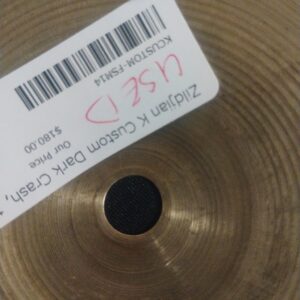 Zildjian K Custom Dark Crash,
Our Price
$180.00
USED
KCUSTOM-FSM14